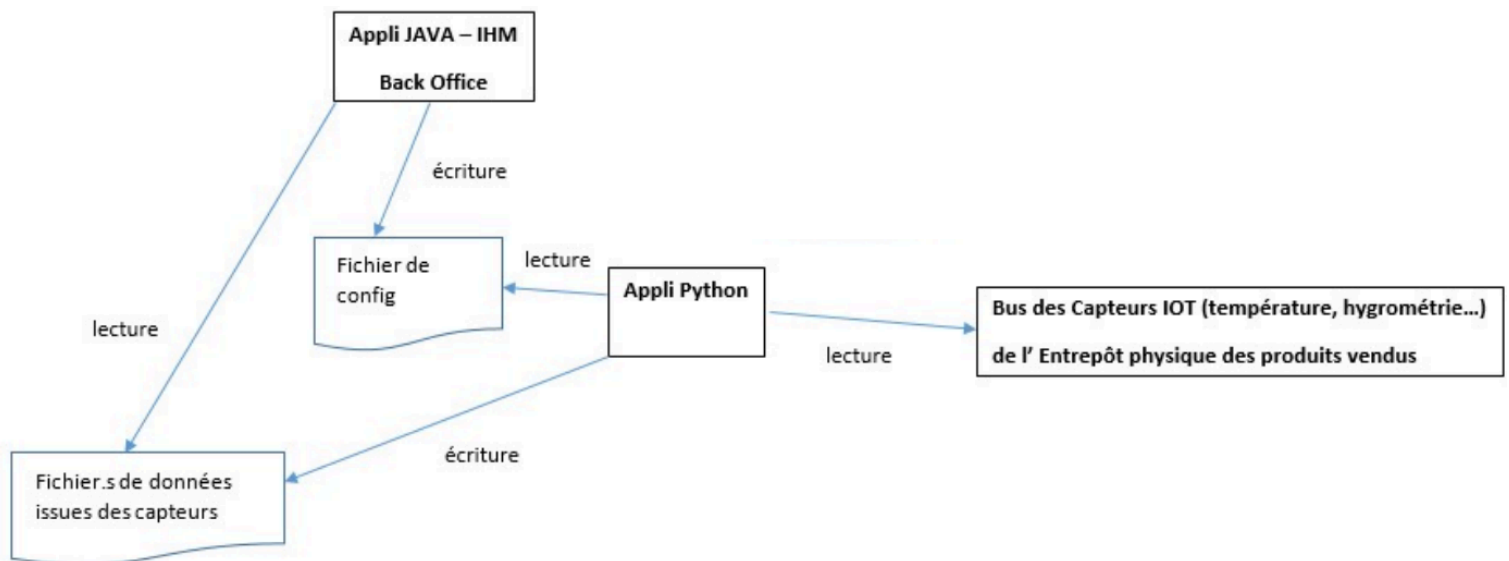 Appli JAVA – IHM
Back Office
écriture
Fichier de
config
lecture
Appli Python
Bus des Capteurs IOT (température, hygrométrie...)
de l’ Entrepôt physique des produits vendus
lecture
lecture
écriture
Fichier.s de données
issues des capteurs